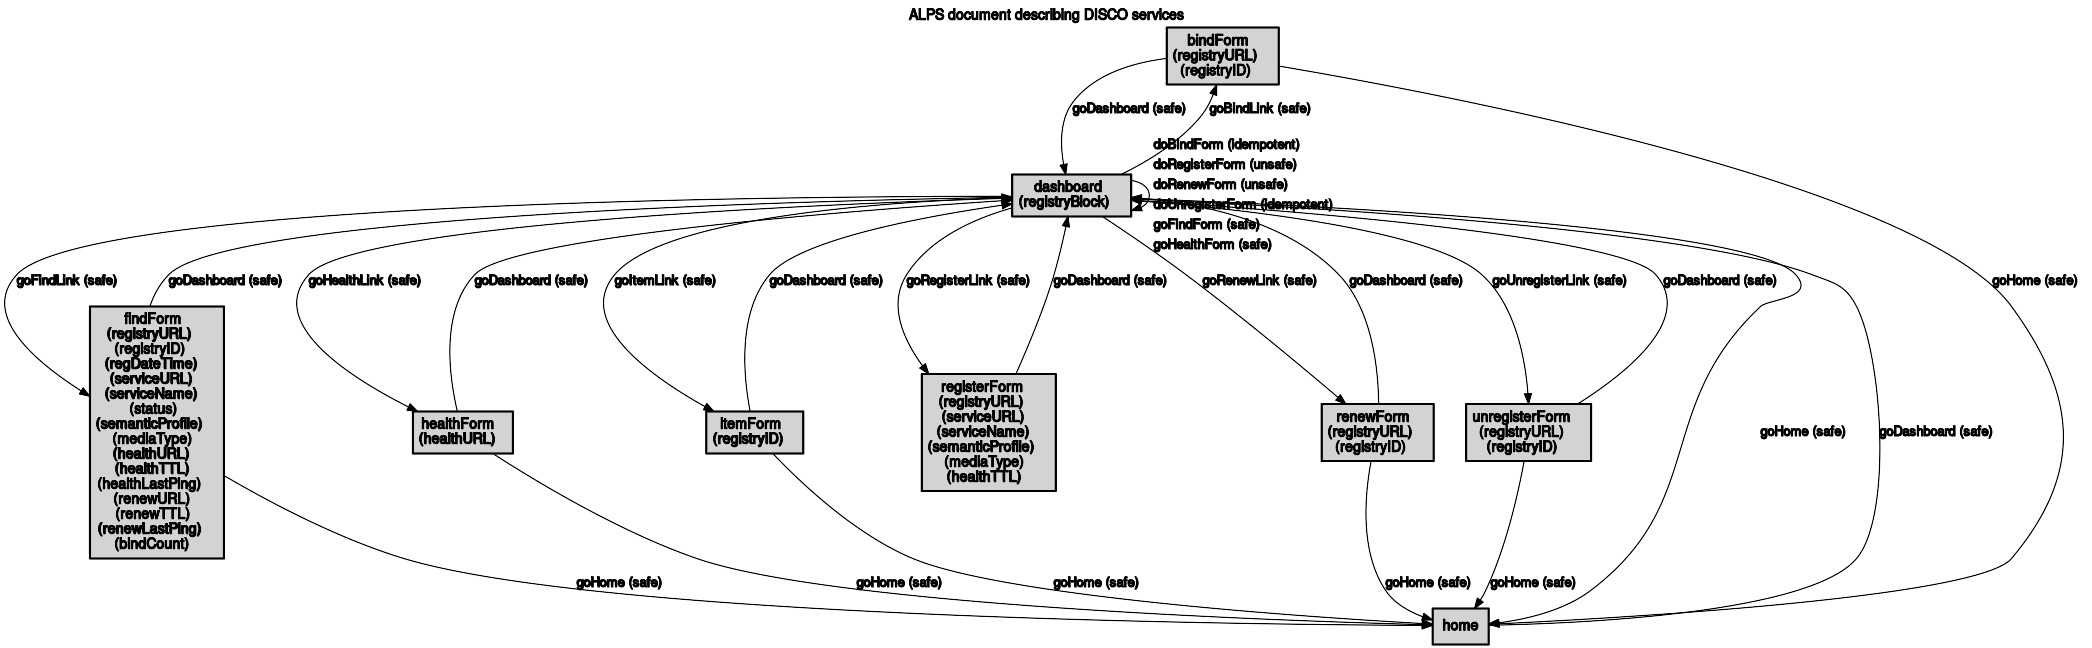 ALPS document describing DISCO services
bindForm
(registryURL)
(registryID)
goDashboard (safe)
goBindLink (safe)
doBindForm (idempotent)
doRegisterForm (unsafe)
doRenewForm (unsafe)
doUnregisterForm (idempotent)
goFindForm (safe)
goHealthForm (safe)
dashboard
(registryBlock)
goFindLink (safe)
goDashboard (safe)
goHealthLink (safe)
goDashboard (safe)
goItemLink (safe)
goDashboard (safe)
goRegisterLink (safe)
goDashboard (safe)
goRenewLink (safe)
goDashboard (safe)
goUnregisterLink (safe)
goDashboard (safe)
goHome (safe)
findForm
(registryURL)
(registryID)
(regDateTime)
(serviceURL)
(serviceName)
(status)
(semanticProfile)
(mediaType)
(healthURL)
(healthTTL)
(healthLastPing)
(renewURL)
(renewTTL)
(renewLastPing)
(bindCount)
healthForm
(healthURL)
itemForm
(registryID)
registerForm
(registryURL)
(serviceURL)
(serviceName)
(semanticProfile)
(mediaType)
(healthTTL)
renewForm
(registryURL)
(registryID)
unregisterForm
(registryURL)
(registryID)
goHome (safe)
goDashboard (safe)
goHome (safe)
goHome (safe)
goHome (safe)
goHome (safe)
goHome (safe)
home